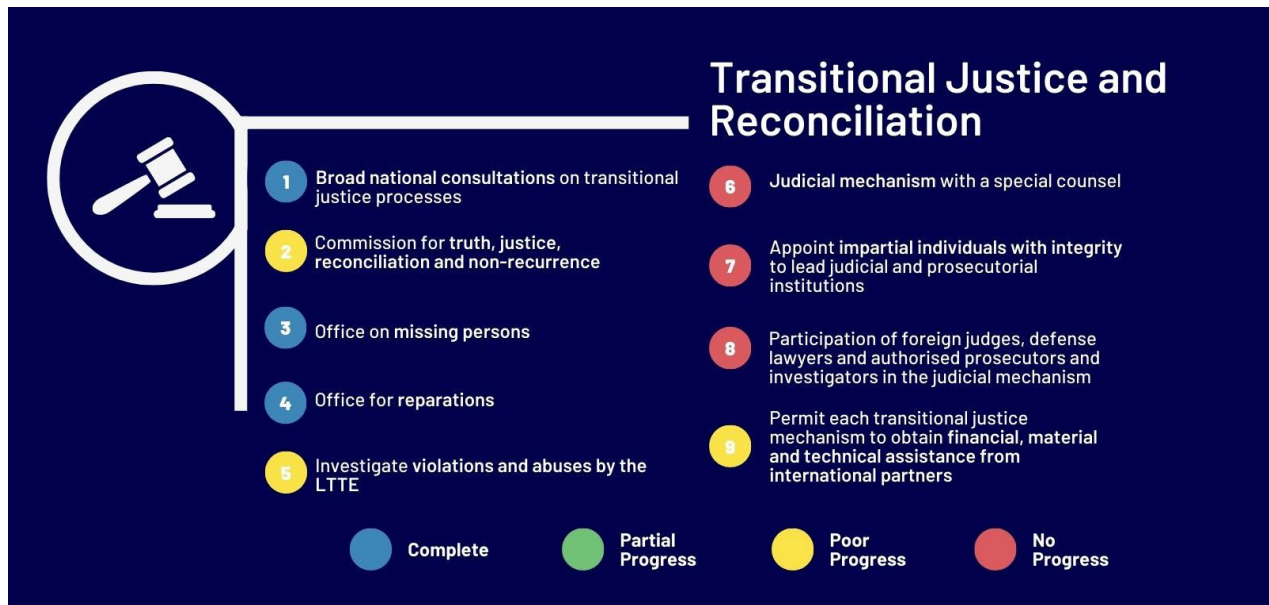 Transitional Justice and
Reconciliation
1
Broad national consultations on transitional
justice processes
2
Commission for truth, justice,
reconciliation and non-recurrence
3
Office on missing persons
4
Office for reparations
5
Investigate violations and abuses by the
LTTE
6
Judicial mechanism with a special counsel
7
Appoint impartial individuals with integrity
to lead judicial and prosecutorial
institutions
8
Participation of foreign judges, defense
lawyers and authorised prosecutors and
investigators in the judicial mechanism
9
Permit each transitional justice
mechanism to obtain financial, material
and technical assistance from
international partners
Complete
Partial
Progress
Poor
Progress
No
Progress